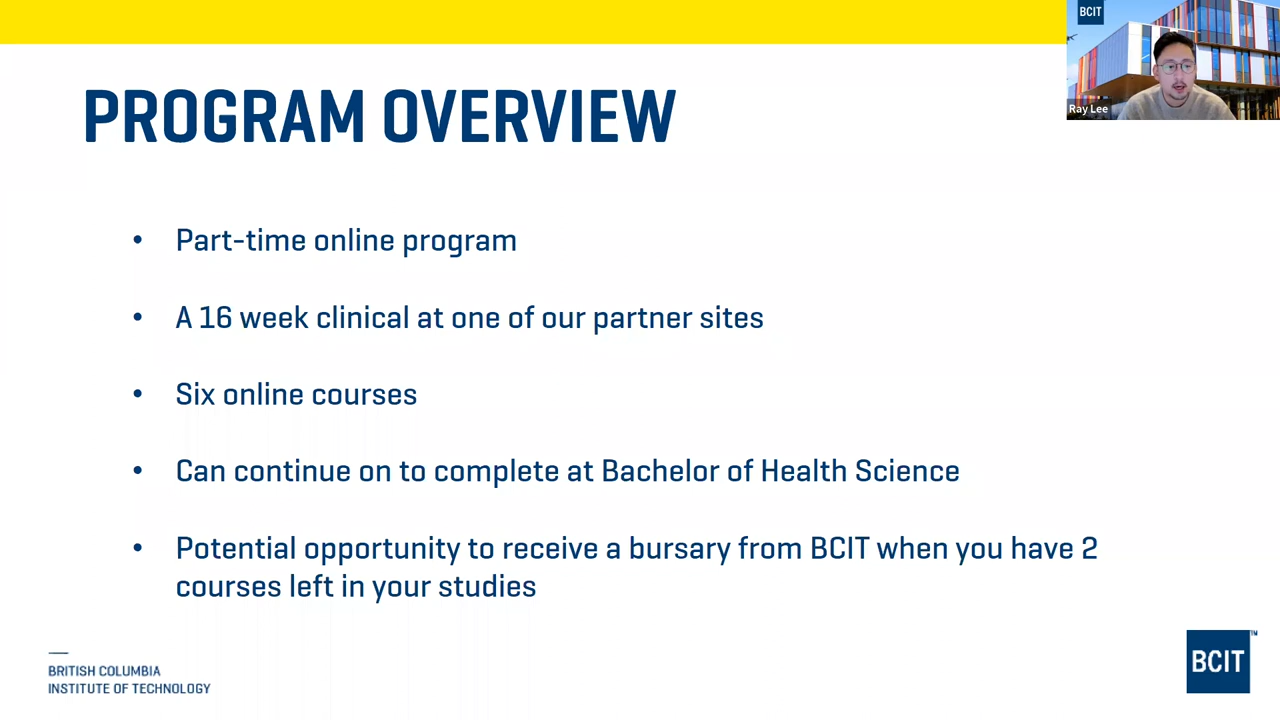 BCIT
Ray Lee
PROGRAM OVERVIEW
• Part-time online program
• A 16 week clinical at one of our partner sites
• Six online courses
• Can continue on to complete at Bachelor of Health Science
• Potential opportunity to receive a bursary from BCIT when you have 2
courses left in your studies
BRITISH COLUMBIA
INSTITUTE OF TECHNOLOGY
BCIT™